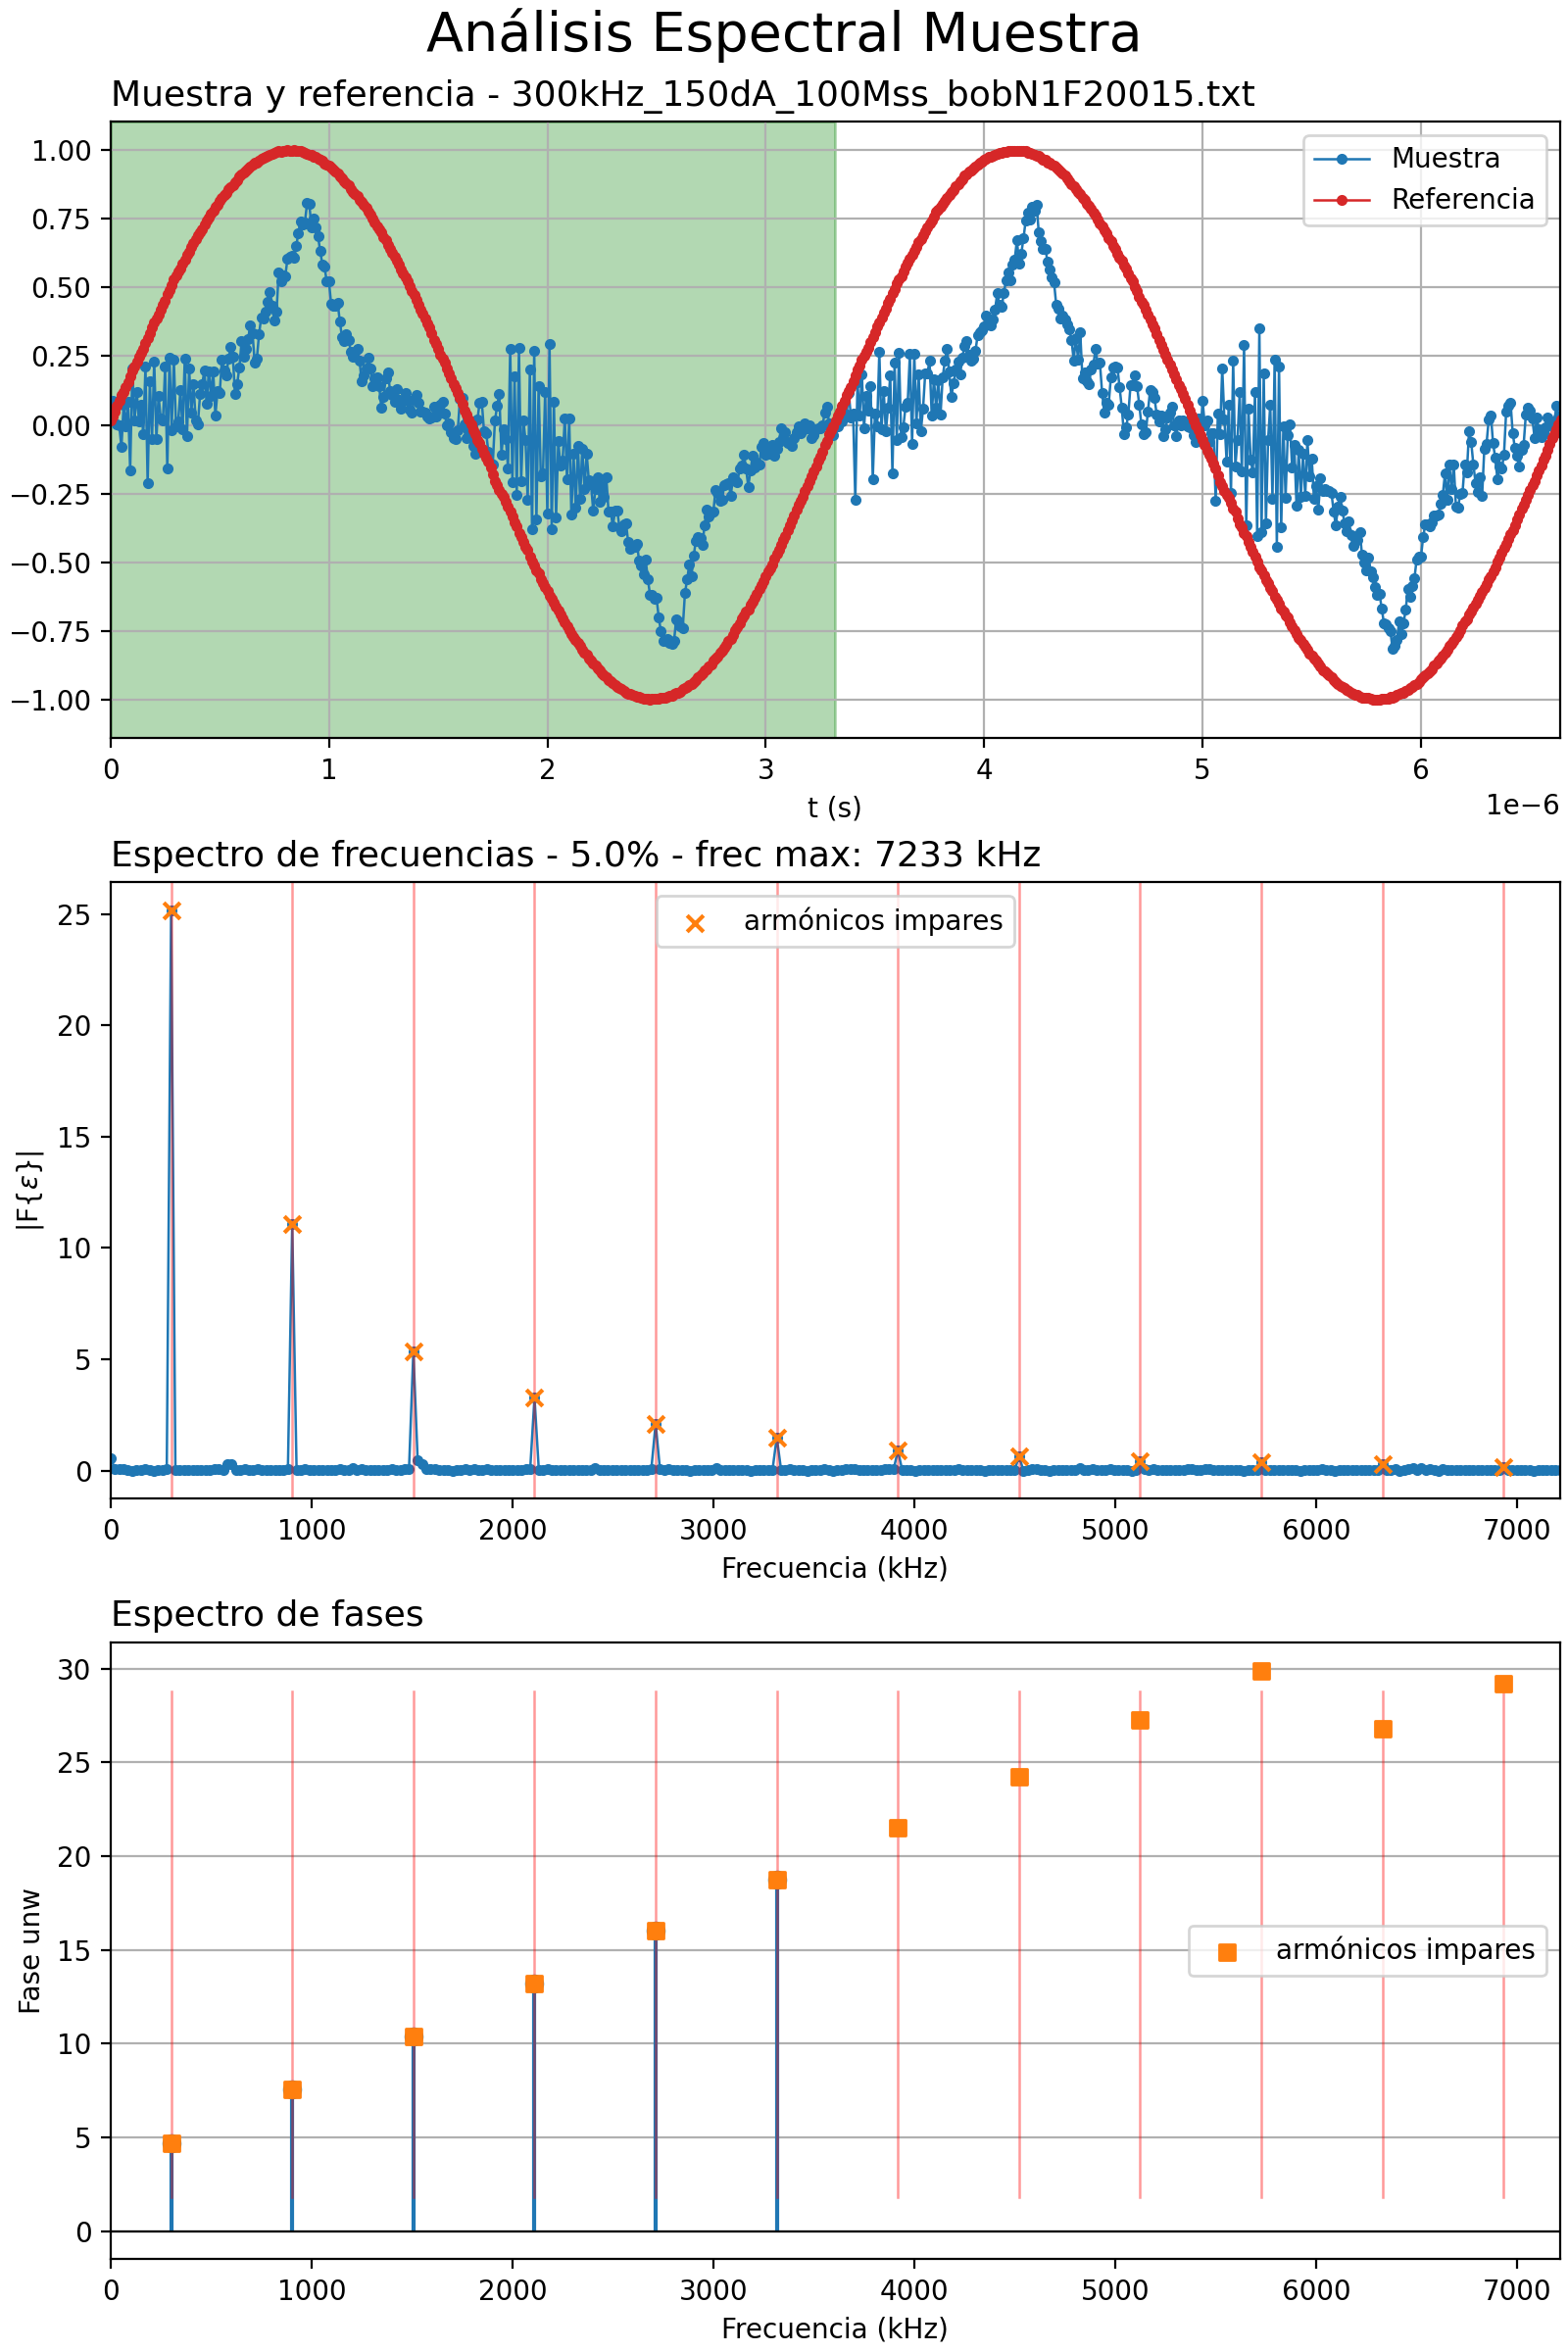 Análisis Espectral Muestra
Muestra y referencia - 300kHz_150dA_100Mss_bobN1F20015.txt
1.00
0.75
0.50
0.25
0.00
−0.25
−0.50
−0.75
−1.00
Muestra
Referencia
0 1 2 3 4 5 6
t (s)
1e−6
Espectro de frecuencias - 5.0% - frec max: 7233 kHz
|F{ε}|
25
20
15
10
5
0
armónicos impares
0 1000 2000 3000 4000 5000 6000 7000
Frecuencia (kHz)
Espectro de fases
Fase unw
30
25
20
15
10
5
0
armónicos impares
0 1000 2000 3000 4000 5000 6000 7000
Frecuencia (kHz)